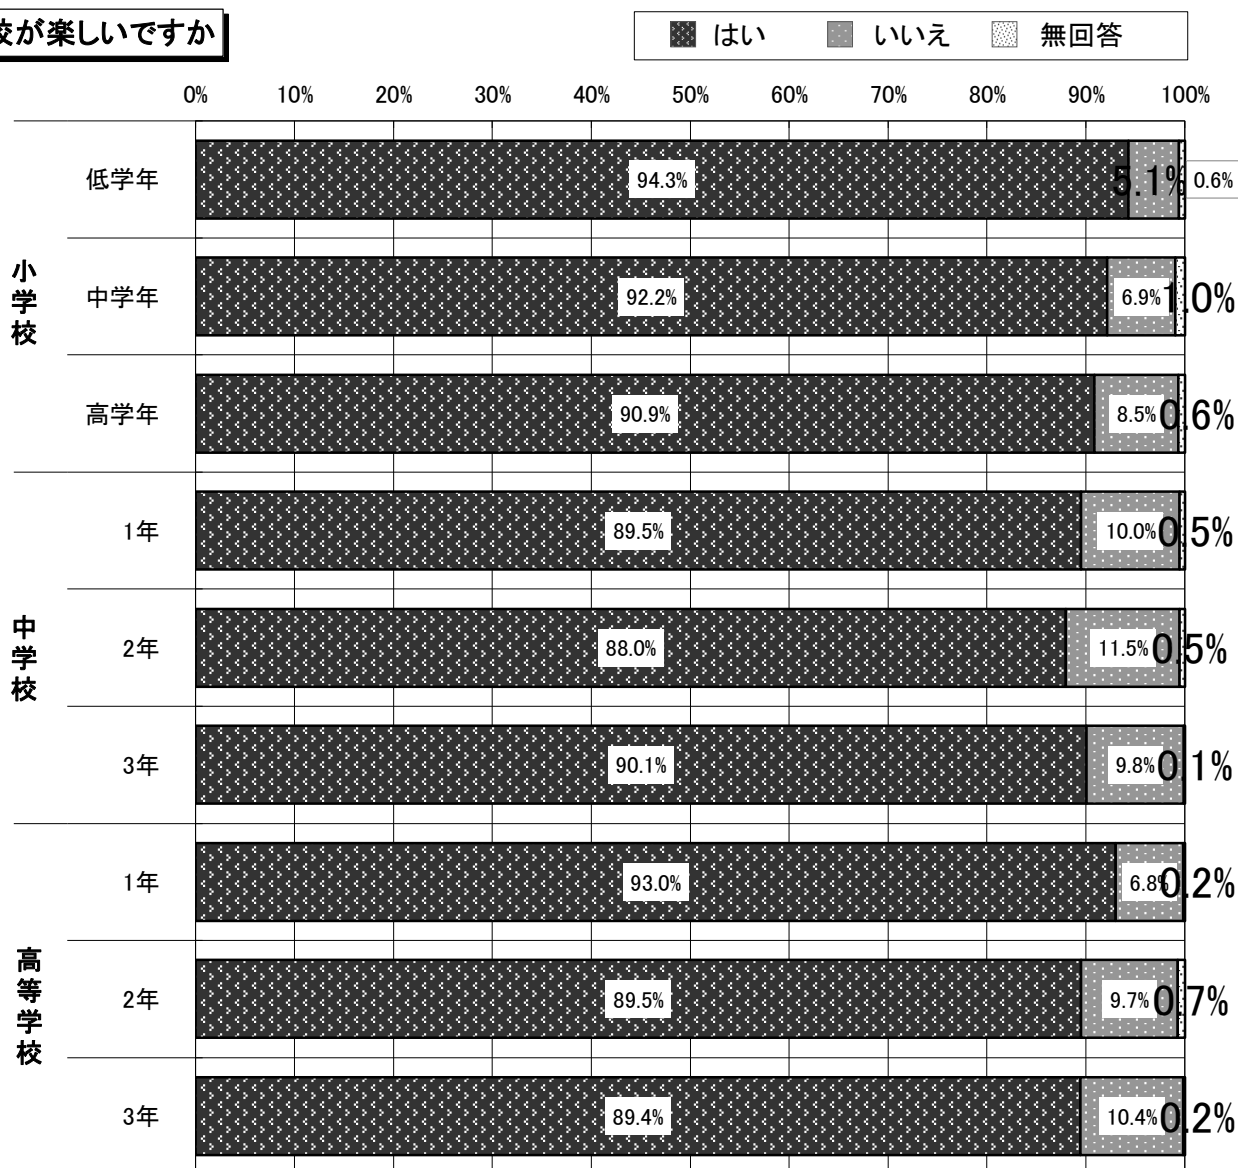 校が楽しいですか
はい いいえ 無回答
0% 10% 20% 30% 40% 50% 60% 70% 80% 90% 100%
小学校
低学年 94.3% 5.1% 0.6%
中学年 92.2% 6.9% 1.0%
高学年 90.9% 8.5% 0.6%
中学校
1年 89.5% 10.0% 0.5%
2年 88.0% 11.5% 0.5%
3年 90.1% 9.8% 0.1%
高等学校
1年 93.0% 6.8% 0.2%
2年 89.5% 9.7% 0.7%
3年 89.4% 10.4% 0.2%